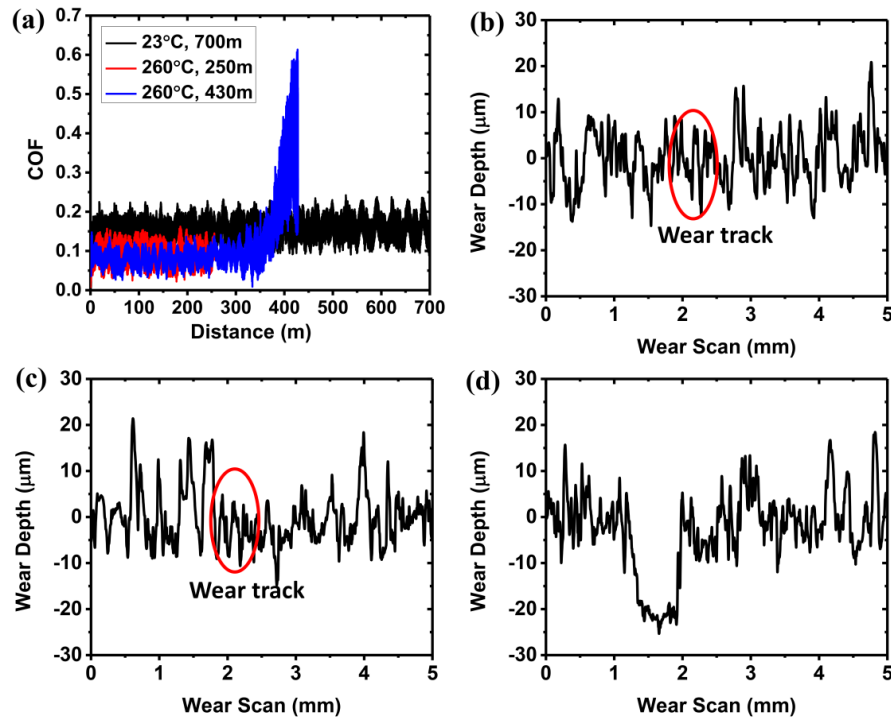 (a)
0.7
0.6
0.5
0.4
0.3
0.2
0.1
0.0
COF
23°C, 700m
260°C, 250m
260°C, 430m
0 100 200 300 400 500 600 700
Distance (m)
(b)
30
20
10
0
-10
-20
-30
Wear Depth (μm)
Wear track
0 1 2 3 4 5
Wear Scan (mm)
(c)
30
20
10
0
-10
-20
-30
Wear Depth (μm)
Wear track
0 1 2 3 4 5
Wear Scan (mm)
(d)
30
20
10
0
-10
-20
-30
Wear Depth (μm)
0 1 2 3 4 5
Wear Scan (mm)